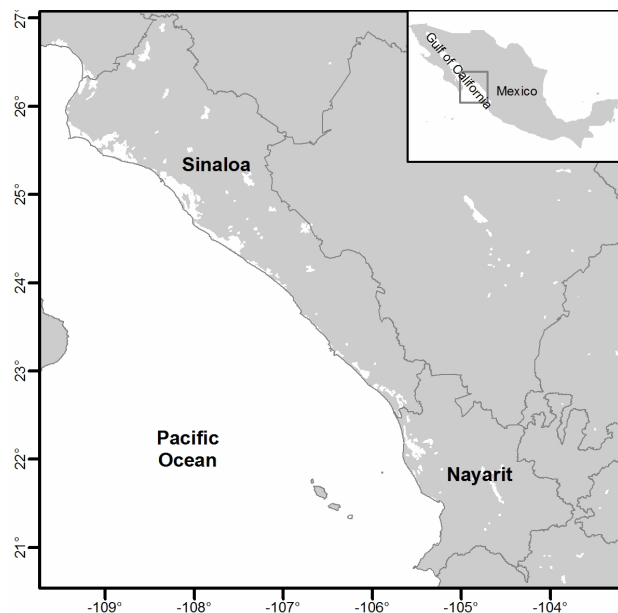 27°
26°
25°
24°
23°
22°
21°
Gulf of California
Mexico
Sinaloa
Pacific
Ocean
Nayarit
-109°
-108°
-107°
-106°
-105°
-104°